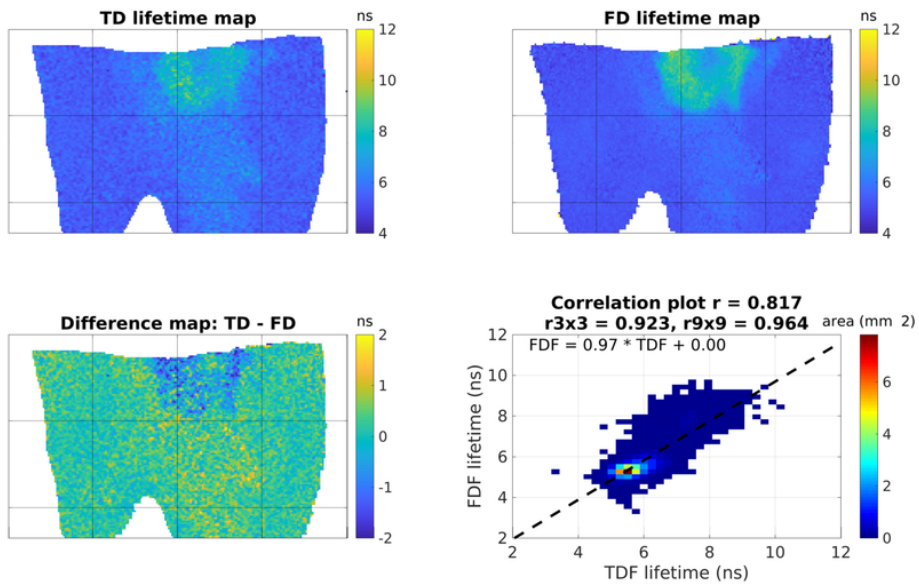 TD lifetime map
ns
12
10
8
6
4
FD lifetime map
ns
12
10
8
6
4
Difference map: TD - FD
ns
2
1
0
-1
-2
Correlation plot r = 0.817
r3x3 = 0.923, r9x9 = 0.964
area (mm 2)
FDF = 0.97 * TDF + 0.00
FDF lifetime (ns)
12
10
8
6
4
2
2 4 6 8 10 12
TDF lifetime (ns)
6
4
2
0